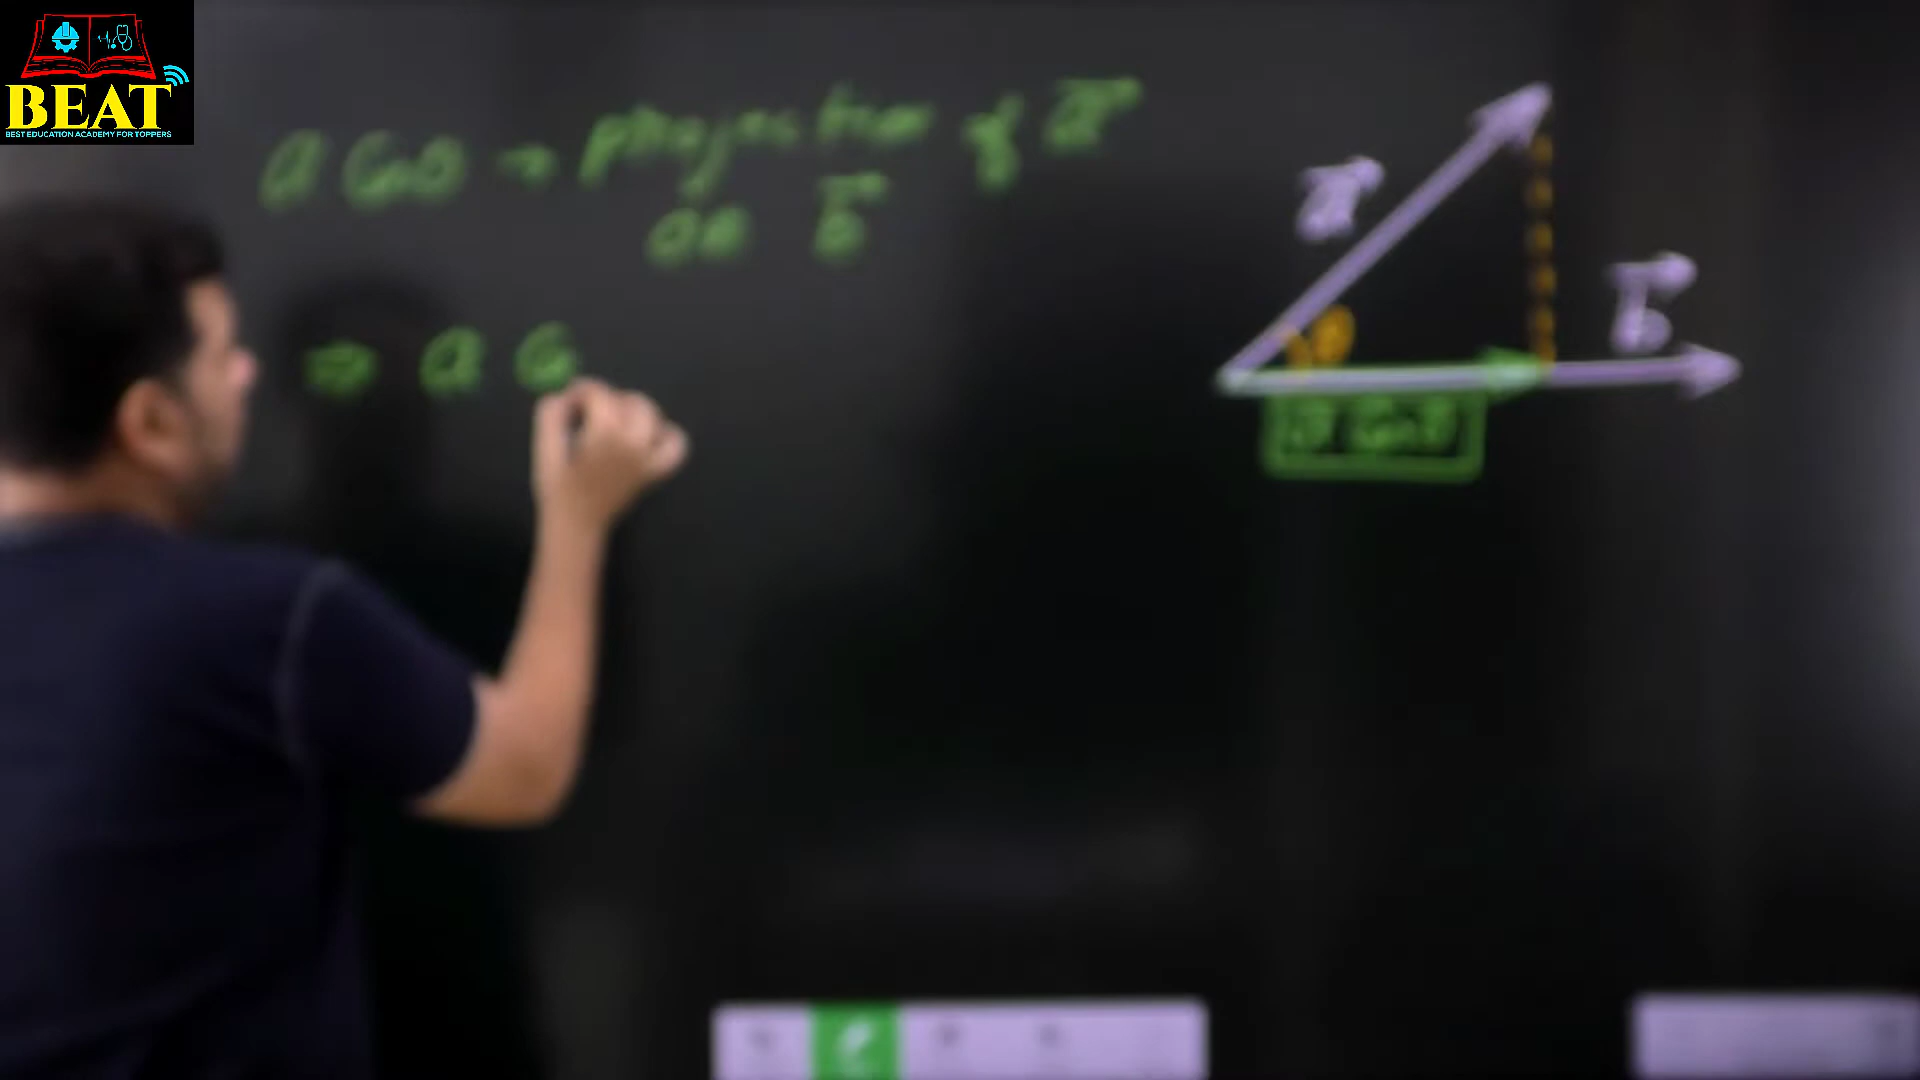 BEAT
BEST EDUCATION ACADEMY FOR TOPPERS
a cosθ → projection of a⃗
on b⃗
⇒ a C
a⃗
θ
b⃗
a cosθ